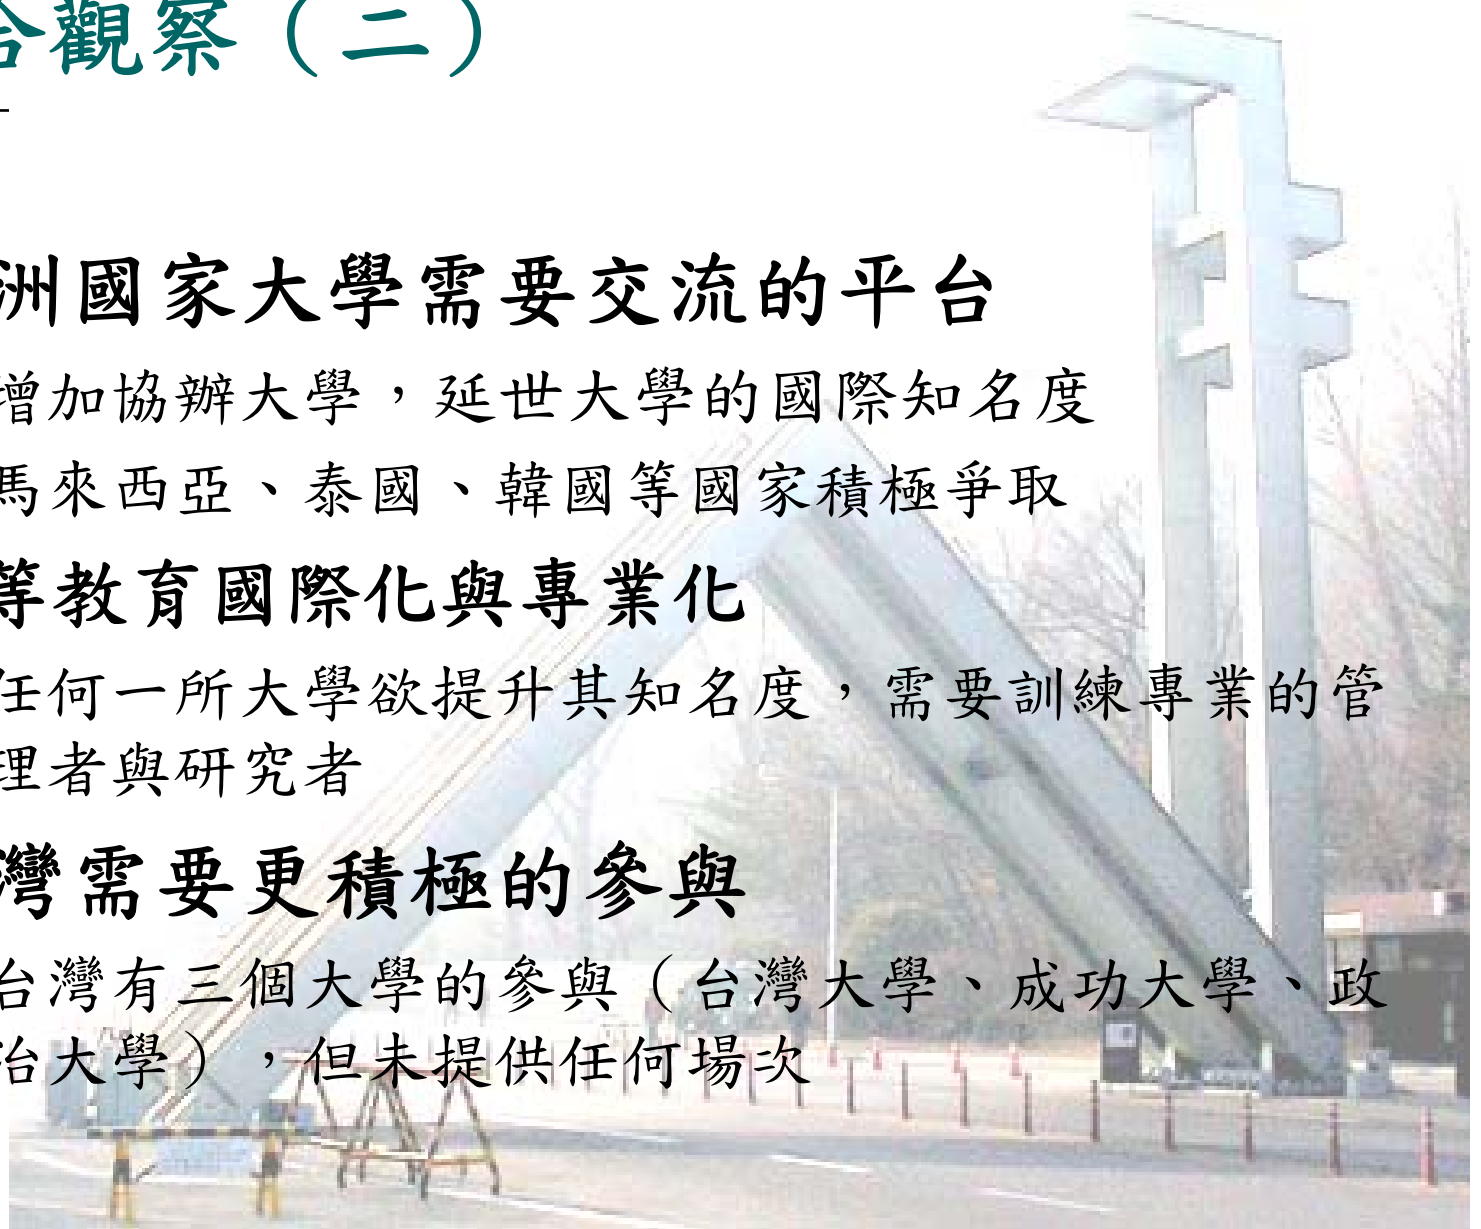 合觀察（二）
洲國家大學需要交流的平台
增加協辦大學，延世大學的國際知名度
馬來西亞、泰國、韓國等國家積極爭取
等教育國際化與專業化
任何一所大學欲提升其知名度，需要訓練專業的管
理者與研究者
灣需要更積極的參與
台灣有三個大學的參與（台灣大學、成功大學、政
治大學），但未提供任何場次